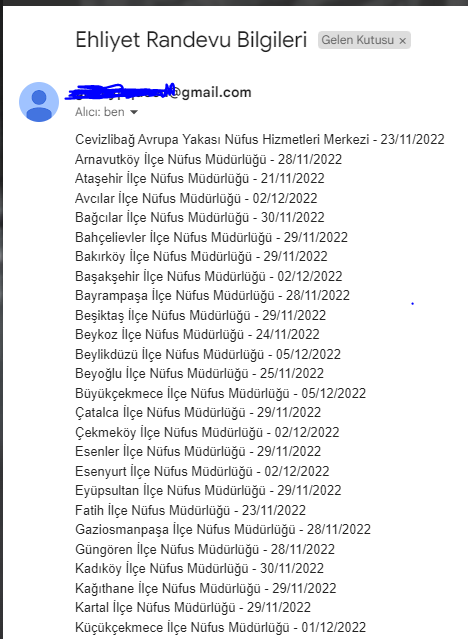 Ehliyet Randevu Bilgileri Gelen Kutusu ×
@gmail.com
Alıcı: ben
Cevizlibağ Avrupa Yakası Nüfus Hizmetleri Merkezi - 23/11/2022
Arnavutköy İlçe Nüfus Müdürlüğü - 28/11/2022
Ataşehir İlçe Nüfus Müdürlüğü - 21/11/2022
Avcılar İlçe Nüfus Müdürlüğü - 02/12/2022
Bağcılar İlçe Nüfus Müdürlüğü - 30/11/2022
Bahçelievler İlçe Nüfus Müdürlüğü - 29/11/2022
Bakırköy İlçe Nüfus Müdürlüğü - 29/11/2022
Başakşehir İlçe Nüfus Müdürlüğü - 02/12/2022
Bayrampaşa İlçe Nüfus Müdürlüğü - 28/11/2022
Beşiktaş İlçe Nüfus Müdürlüğü - 29/11/2022
Beykoz İlçe Nüfus Müdürlüğü - 24/11/2022
Beylikdüzü İlçe Nüfus Müdürlüğü - 05/12/2022
Beyoğlu İlçe Nüfus Müdürlüğü - 25/11/2022
Büyükçekmece İlçe Nüfus Müdürlüğü - 05/12/2022
Çatalca İlçe Nüfus Müdürlüğü - 29/11/2022
Çekmeköy İlçe Nüfus Müdürlüğü - 02/12/2022
Esenler İlçe Nüfus Müdürlüğü - 29/11/2022
Esenyurt İlçe Nüfus Müdürlüğü - 02/12/2022
Eyüpsultan İlçe Nüfus Müdürlüğü - 29/11/2022
Fatih İlçe Nüfus Müdürlüğü - 23/11/2022
Gaziosmanpaşa İlçe Nüfus Müdürlüğü - 28/11/2022
Güngören İlçe Nüfus Müdürlüğü - 28/11/2022
Kadıköy İlçe Nüfus Müdürlüğü - 30/11/2022
Kağıthane İlçe Nüfus Müdürlüğü - 29/11/2022
Kartal İlçe Nüfus Müdürlüğü - 29/11/2022
Küçükçekmece İlçe Nüfus Müdürlüğü - 01/12/2022